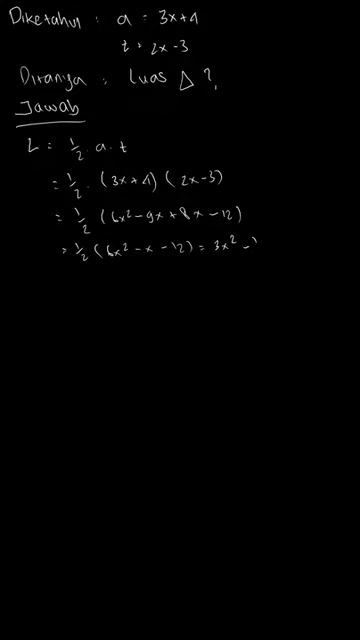 Diketahui : a = 3x+4
t = 2x-3
Ditanya : Luas Δ ?
Jawab
L = 1/2 . a . t
= 1/2 . (3x+4) (2x-3)
= 1/2 (6x²-9x+8x-12)
= 1/2 (6x²-x-12) = 3x² -